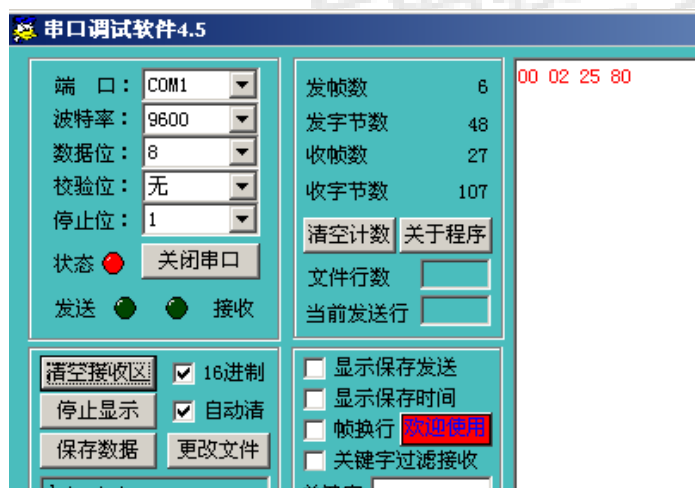 串口调试软件4.5
端 口： COM1
波特率： 9600
数据位： 8
校验位： 无
停止位： 1
状态 关闭串口
发送 接收
发帧数 6
发字节数 48
收帧数 27
收字节数 107
清空计数 关于程序
文件行数
当前发送行
00 02 25 80
清空接收区 16进制
停止显示 自动清
保存数据 更改文件
显示保存发送
显示保存时间
帧换行 欢迎使用
关键字过滤接收